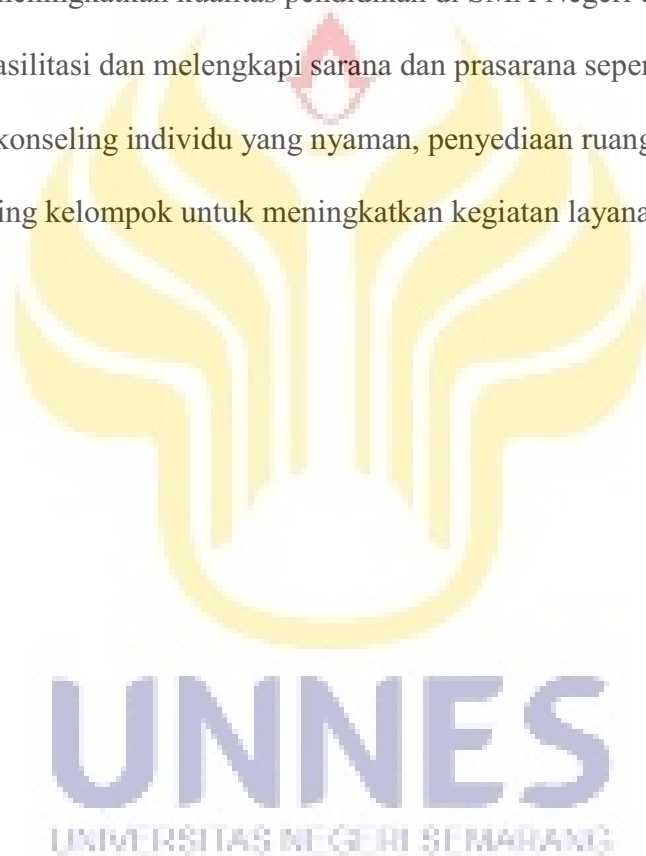 meningkatkan kualitas pendidikan di SMA Negeri
asilitasi dan melengkapi sarana dan prasarana seper
konseling individu yang nyaman, penyediaan ruang
ing kelompok untuk meningkatkan kegiatan layana
UNNES
UNIVERSITAS NEGERI SEMARANG